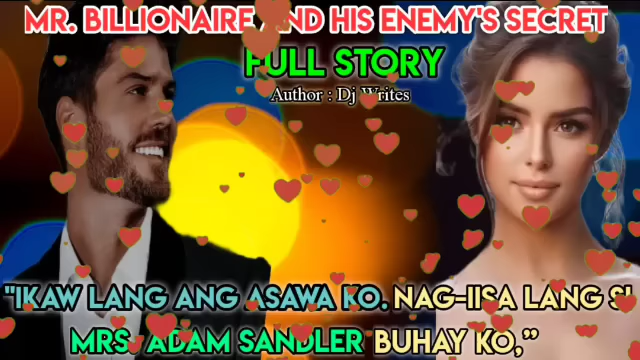 MR. BILLIONAIRE AND HIS ENEMY'S SECRET
FULL STORY
Author : Dj Writes
"IKAW LANG ANG ASAWA KO. NAG-IISA LANG SI
MRS. ADAM SANDLER BUHAY KO,”